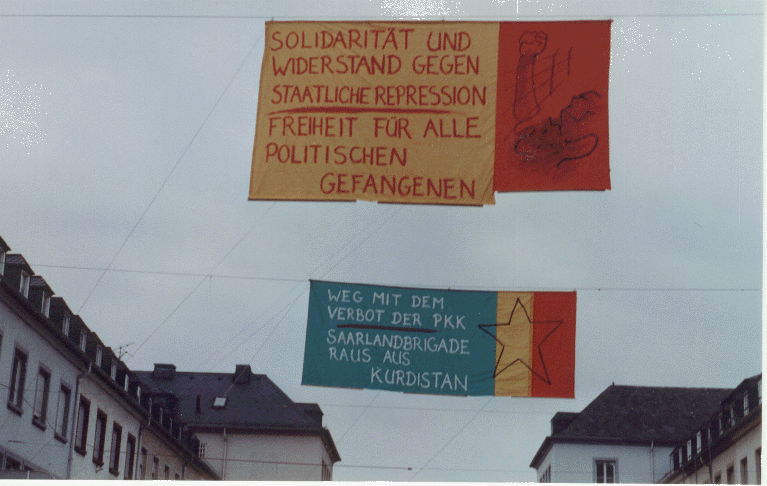 SOLIDARITÄT UND
WIDERSTAND GEGEN
STAATLICHE REPRESSION
FREIHEIT FÜR ALLE
POLITISCHEN
GEFANGENEN
WEG MIT DEM
VERBOT DER PKK
SAARLANDBRIGADE
RAUS AUS
KURDISTAN